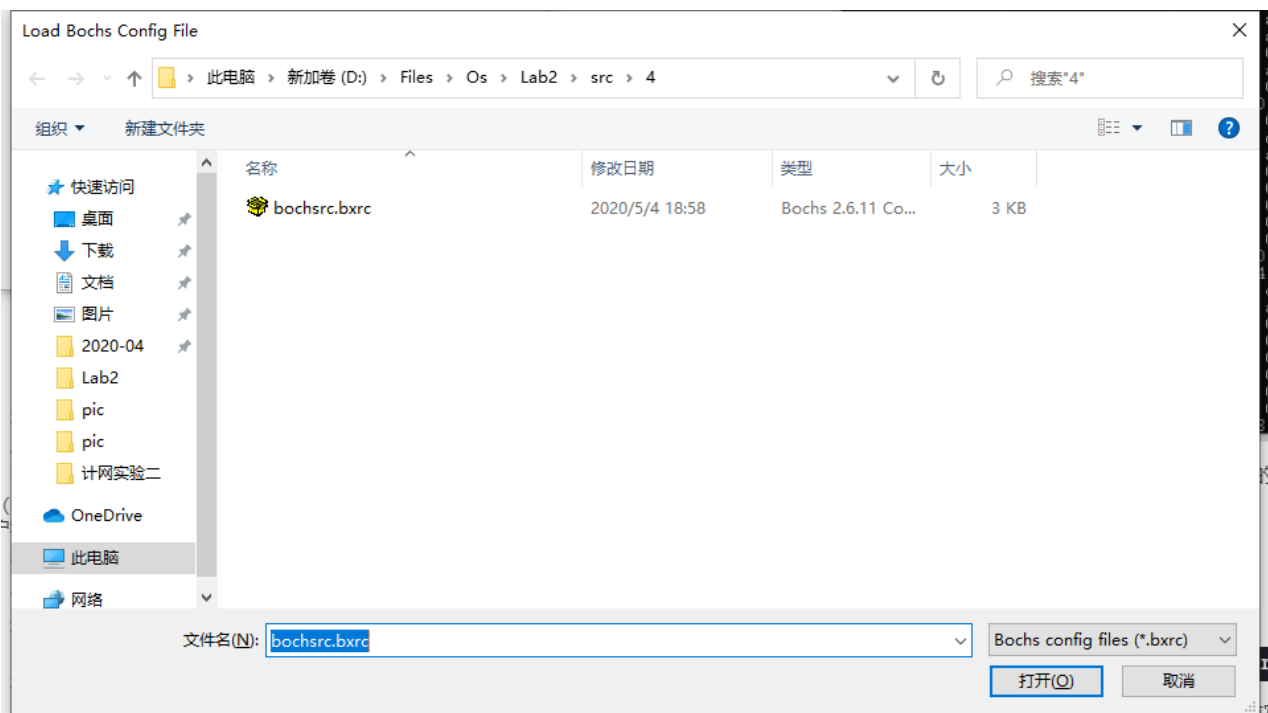 Load Bochs Config File
此电脑 › 新加卷 (D:) › Files › Os › Lab2 › src › 4
搜索"4"
组织
新建文件夹
名称 修改日期 类型 大小
bochsrc.bxrc 2020/5/4 18:58 Bochs 2.6.11 Co... 3 KB
快速访问
桌面
下载
文档
图片
2020-04
Lab2
pic
pic
计网实验二
OneDrive
此电脑
网络
文件名(N): bochsrc.bxrc Bochs config files (*.bxrc)
打开(O) 取消